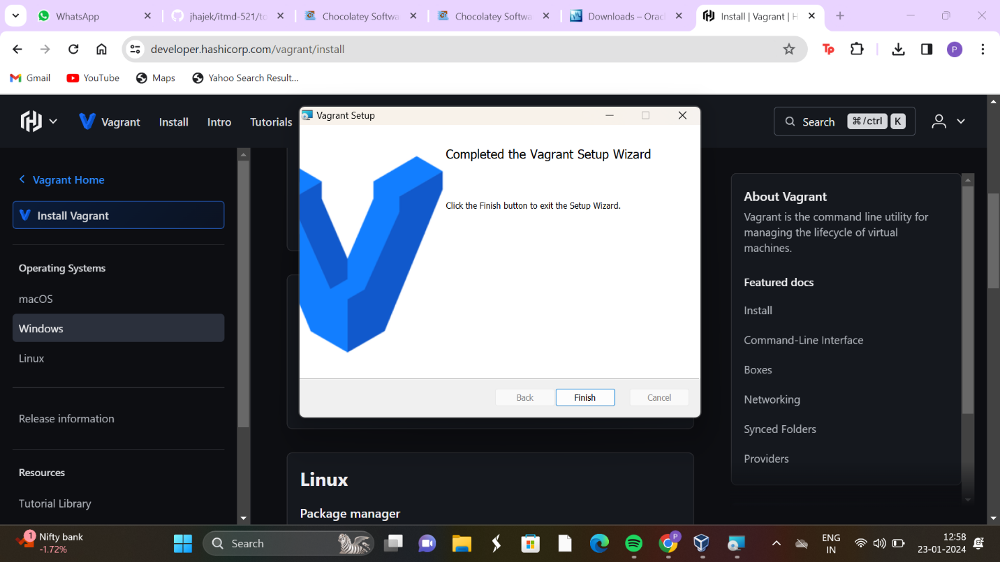 WhatsApp
jhajek/itmd-521/to
Chocolatey Softwa
Chocolatey Softwa
Downloads – Orac
Install | Vagrant | H
developer.hashicorp.com/vagrant/install
Tp
P
Gmail
YouTube
Maps
Yahoo Search Result...
Vagrant
Install
Intro
Tutorials
Search
⌘/ctrl
K
Vagrant Home
Install Vagrant
Operating Systems
macOS
Windows
Linux
Release information
Resources
Tutorial Library
Vagrant Setup
Completed the Vagrant Setup Wizard
Click the Finish button to exit the Setup Wizard.
Back
Finish
Cancel
Linux
Package manager
About Vagrant
Vagrant is the command line utility for
managing the lifecycle of virtual
machines.
Featured docs
Install
Command-Line Interface
Boxes
Networking
Synced Folders
Providers
1
Nifty bank
-1.72%
Search
P
ENG
IN
12:58
23-01-2024